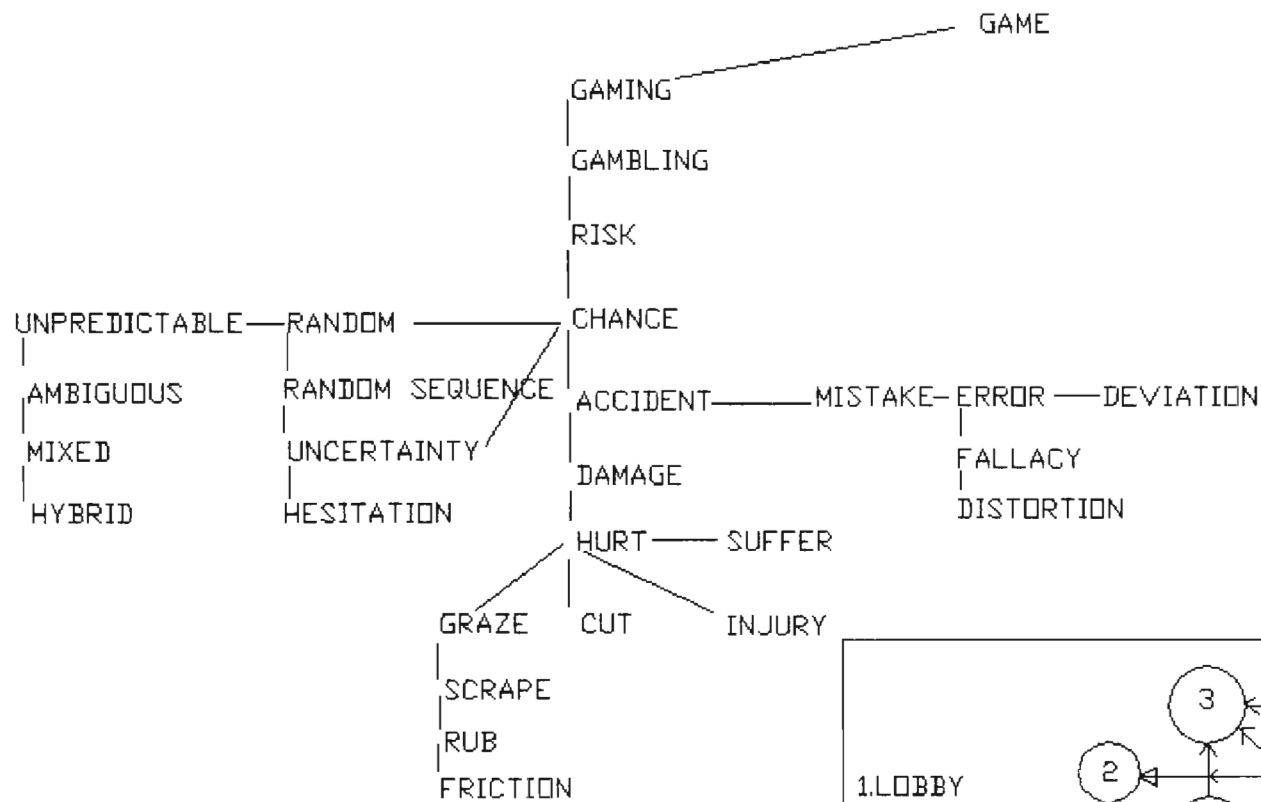 GAME
GAMING
GAMBLING
RISK
UNPREDICTABLE RANDOM CHANCE
AMBIGUOUS RANDOM SEQUENCE ACCIDENT MISTAKE ERROR DEVIATION
MIXED UNCERTAINTY DAMAGE FALLACY
HYBRID HESITATION DISTORTION
HURT SUFFER
GRAZE CUT INJURY
SCRAPE
3
RUB
2
1.LOBBY
FRICTION